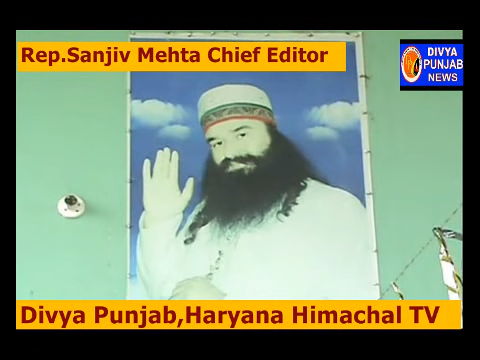 Rep.Sanjiv Mehta Chief Editor
DIVYA
PUNJAB
NEWS
Divya Punjab,Haryana Himachal TV